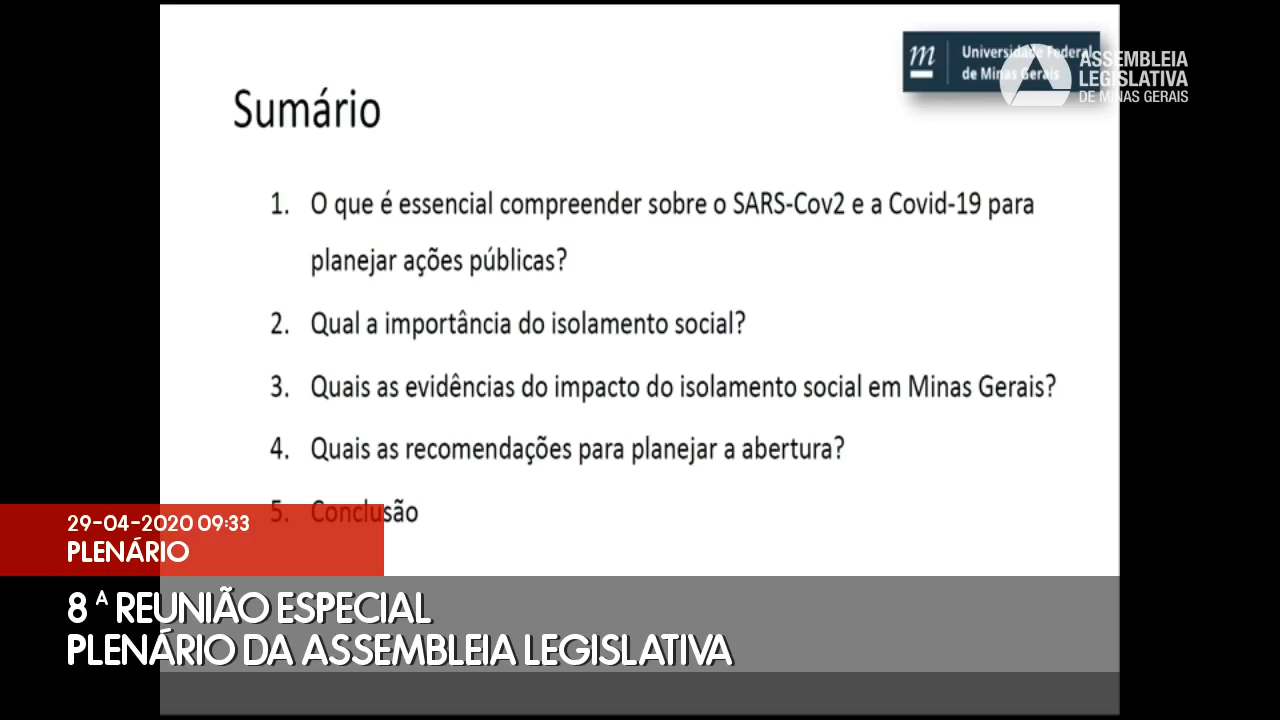 Universidade Federal
de Minas Gerais
ASSEMBLEIA
LEGISLATIVA
DE MINAS GERAIS
Sumário
1. O que é essencial compreender sobre o SARS-Cov2 e a Covid-19 para
planejar ações públicas?
2. Qual a importância do isolamento social?
3. Quais as evidências do impacto do isolamento social em Minas Gerais?
4. Quais as recomendações para planejar a abertura?
5. Conclusão
29-04-2020 09:33
PLENÁRIO
8ª REUNIÃO ESPECIAL
PLENÁRIO DA ASSEMBLEIA LEGISLATIVA